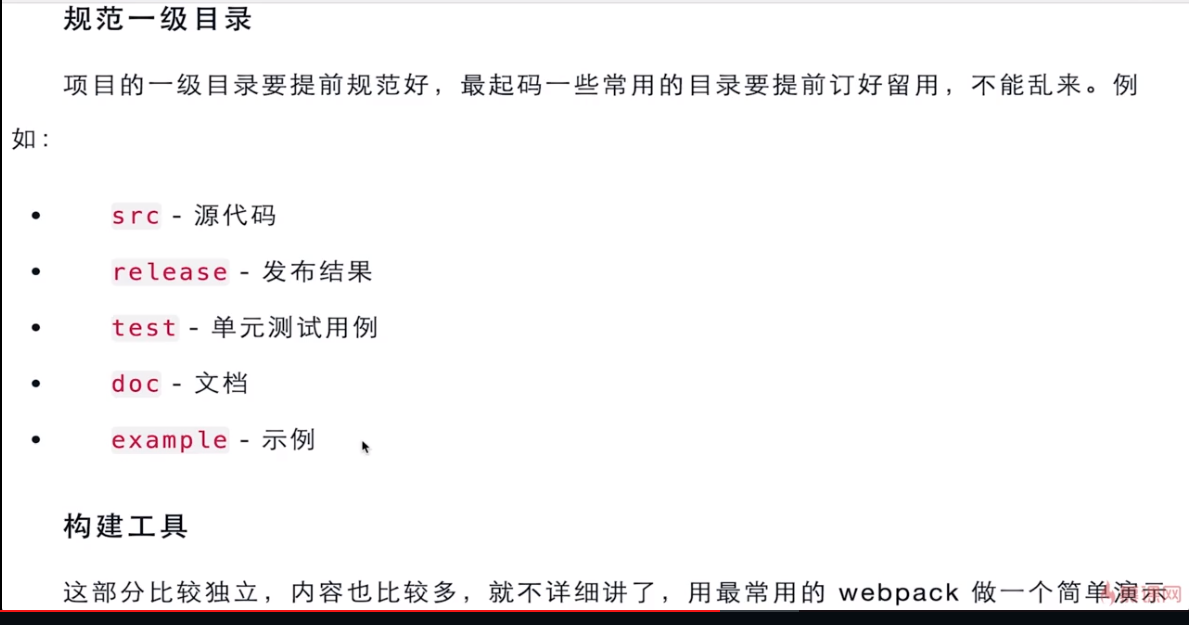 规范一级目录
项目的一级目录要提前规范好，最起码一些常用的目录要提前订好留用，不能乱来。例
如：
• src - 源代码
• release - 发布结果
• test - 单元测试用例
• doc - 文档
• example - 示例
构建工具
这部分比较独立，内容也比较多，就不详细讲了，用最常用的 webpack 做一个简单演示